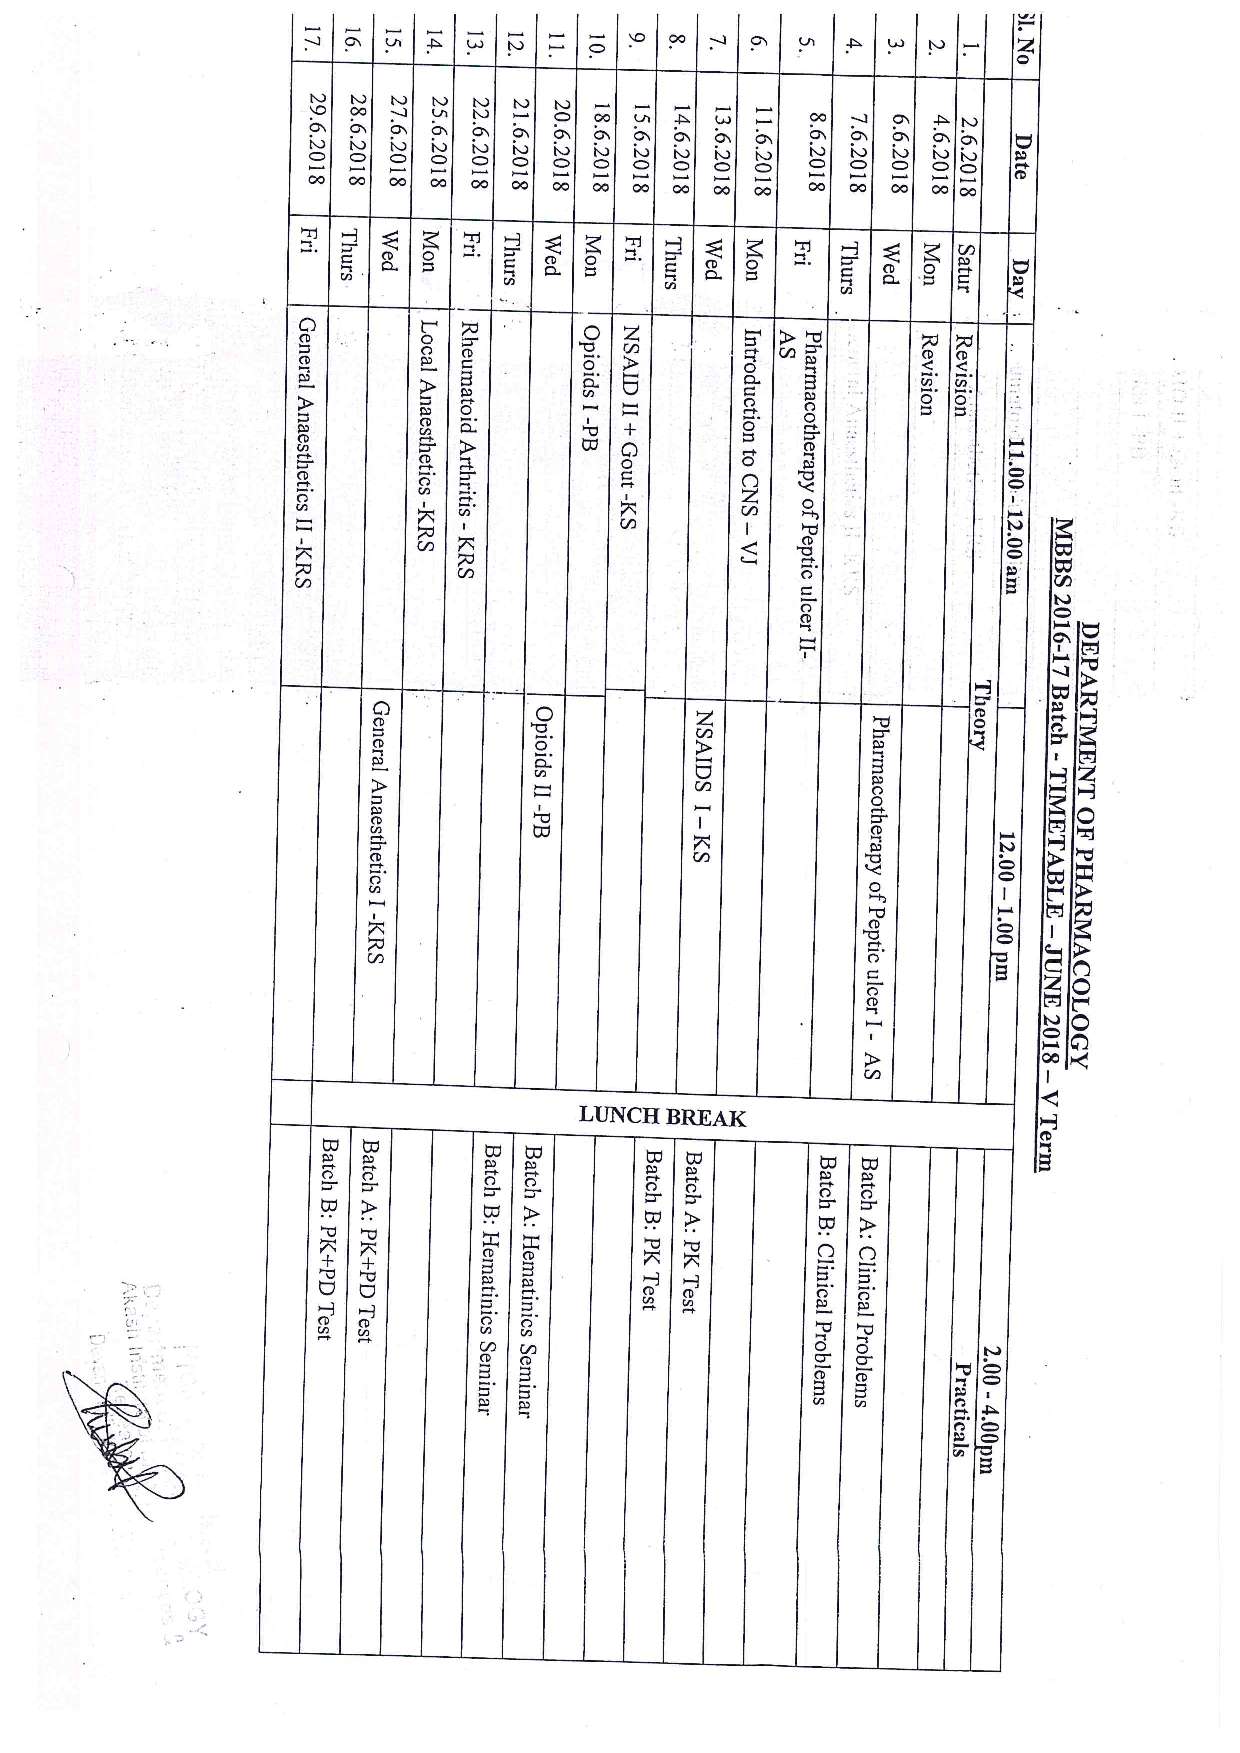 DEPARTMENT OF PHARMACOLOGY
MBBS 2016-17 Batch - TIMETABLE – JUNE 2018 – V Term
Sl. No Date Day 11.00 - 12.00 am 12.00 – 1.00 pm 2.00 - 4.00pm
Theory Practicals
1. 2.6.2018 Satur Revision
2. 4.6.2018 Mon Revision
3. 6.6.2018 Wed Pharmacotherapy of Peptic ulcer I - AS
4. 7.6.2018 Thurs Batch A: Clinical Problems
5. 8.6.2018 Fri Pharmacotherapy of Peptic ulcer II- Batch B: Clinical Problems
AS
6. 11.6.2018 Mon Introduction to CNS – VJ
7. 13.6.2018 Wed NSAIDS I – KS
8. 14.6.2018 Thurs Batch A: PK Test
9. 15.6.2018 Fri NSAID II + Gout -KS Batch B: PK Test
LUNCH BREAK
10. 18.6.2018 Mon Opioids I -PB
11. 20.6.2018 Wed Opioids II -PB
12. 21.6.2018 Thurs Batch A: Hematinics Seminar
13. 22.6.2018 Fri Rheumatoid Arthritis - KRS Batch B: Hematinics Seminar
14. 25.6.2018 Mon Local Anaesthetics -KRS
15. 27.6.2018 Wed General Anaesthetics I -KRS
16. 28.6.2018 Thurs Batch A: PK+PD Test
17. 29.6.2018 Fri General Anaesthetics II -KRS Batch B: PK+PD Test
Akash